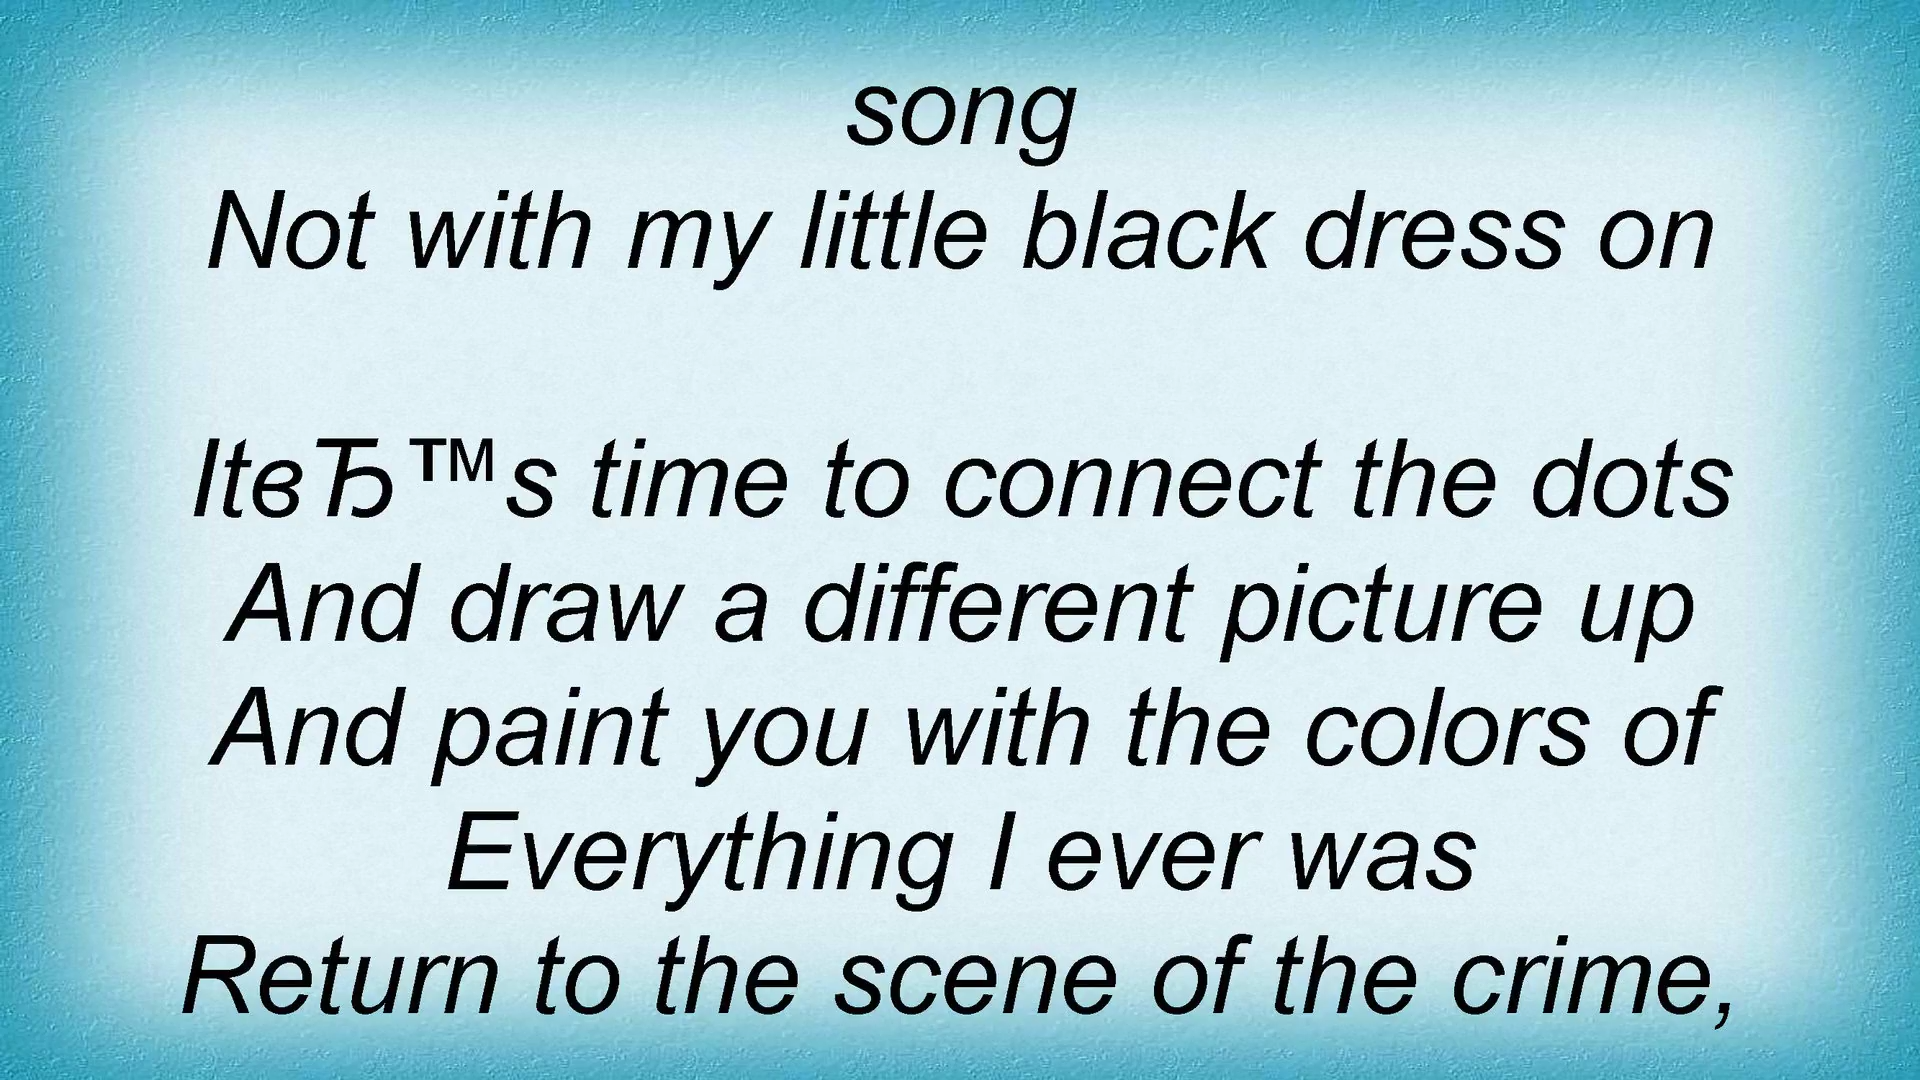 song
Not with my little black dress on
ItвЂ™s time to connect the dots
And draw a different picture up
And paint you with the colors of
Everything I ever was
Return to the scene of the crime,